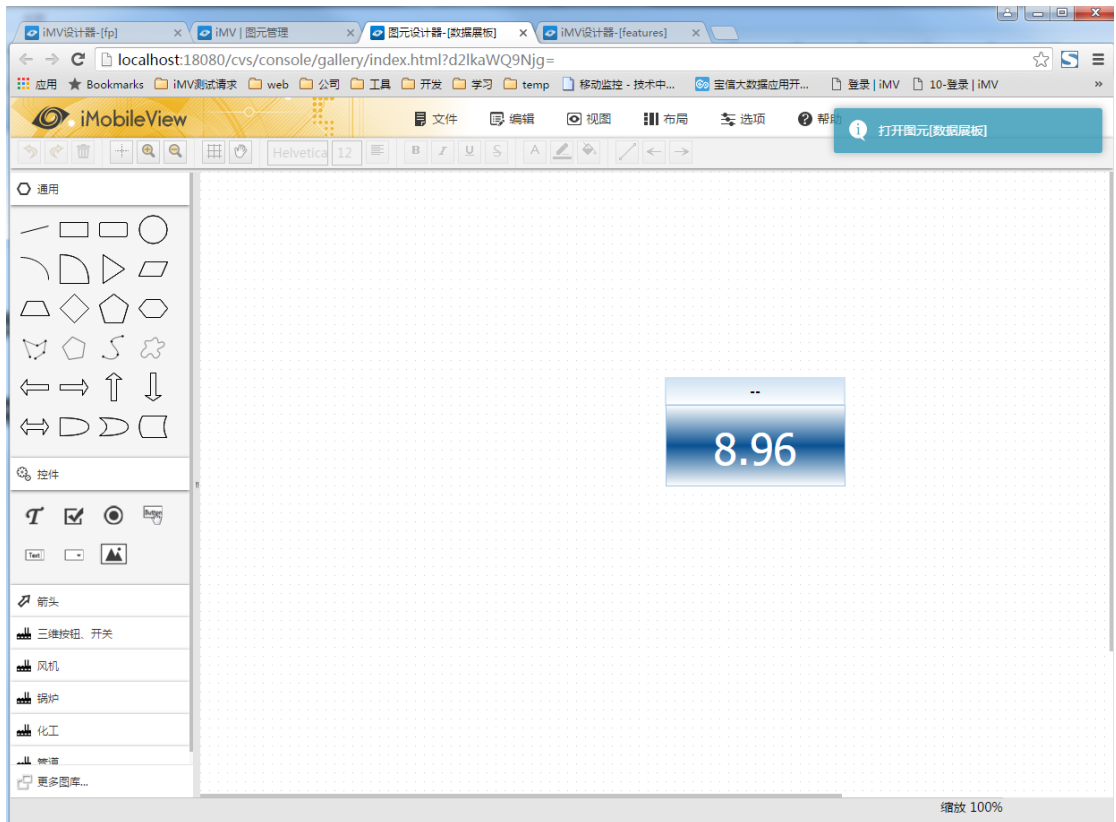 iMV设计器-[fp] iMV | 图元管理 图元设计器-[数据展板] iMV设计器-[features]
localhost:18080/cvs/console/gallery/index.html?d2lkaWQ9Njg=
应用 Bookmarks iMV测试请求 web 公司 工具 开发 学习 temp 移动监控 - 技术中... 宝信大数据应用开... 登录 | iMV 10-登录 | iMV »
iMobileView 文件 编辑 视图 布局 选项 帮助
打开图元[数据展板]
Helvetica 12 B I U S A
通用
控件
T Button
Text
箭头
三维按钮、开关
风机
锅炉
化工
管道
更多图库...
--
8.96
缩放 100%